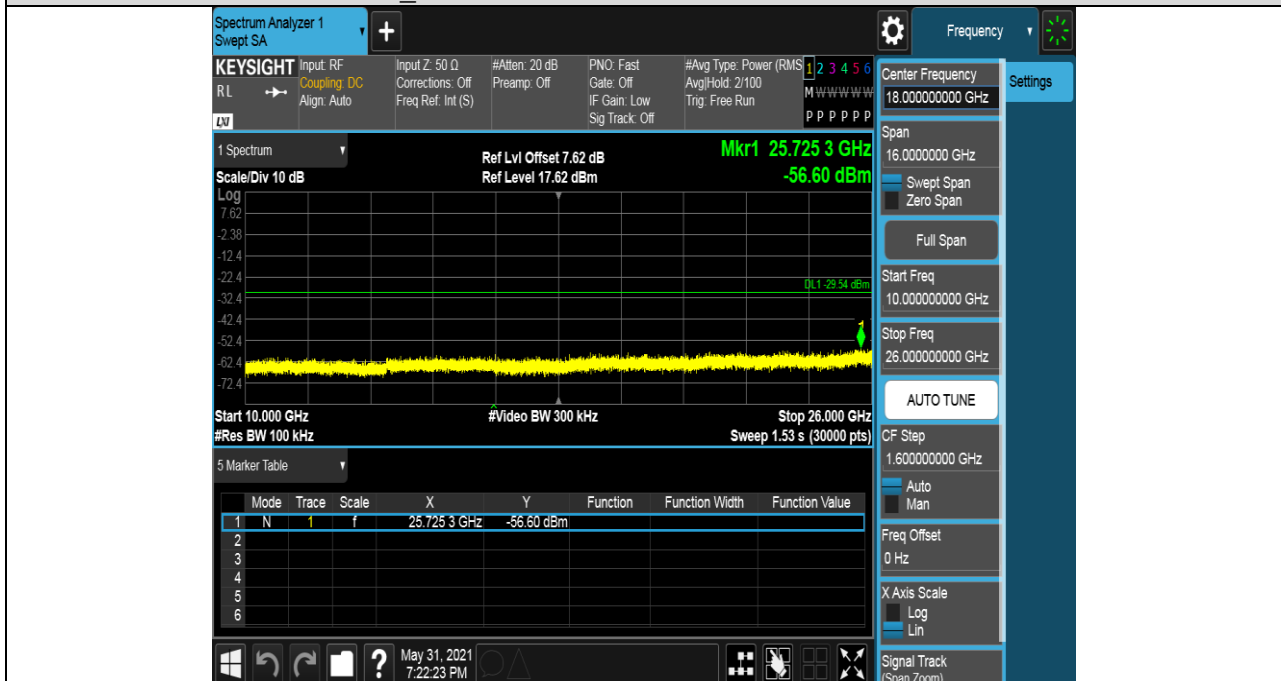 Spectrum Analyzer 1
Swept SA
+
Frequency
KEYSIGHT
RL
LXI
Input: RF
Coupling: DC
Align: Auto
Input Z: 50 Ω
Corrections: Off
Freq Ref: Int (S)
#Atten: 20 dB
Preamp: Off
PNO: Fast
Gate: Off
IF Gain: Low
Sig Track: Off
#Avg Type: Power (RMS
Avg|Hold: 2/100
Trig: Free Run
1 2 3 4 5 6
M W W W W W
P P P P P P
1 Spectrum
Scale/Div 10 dB
Ref Lvl Offset 7.62 dB
Ref Level 17.62 dBm
Mkr1 25.725 3 GHz
-56.60 dBm
Log
7.62
-2.38
-12.4
-22.4
-32.4
-42.4
-52.4
-62.4
-72.4
DL1 -29.54 dBm
1
Start 10.000 GHz
#Video BW 300 kHz
Stop 26.000 GHz
#Res BW 100 kHz
Sweep 1.53 s (30000 pts)
5 Marker Table
Mode Trace Scale X Y Function Function Width Function Value
1 N 1 f 25.725 3 GHz -56.60 dBm
2
3
4
5
6
?
May 31, 2021
7:22:23 PM
Center Frequency
18.000000000 GHz
Settings
Span
16.0000000 GHz
Swept Span
Zero Span
Full Span
Start Freq
10.000000000 GHz
Stop Freq
26.000000000 GHz
AUTO TUNE
CF Step
1.600000000 GHz
Auto
Man
Freq Offset
0 Hz
X Axis Scale
Log
Lin
Signal Track
(Span Zoom)